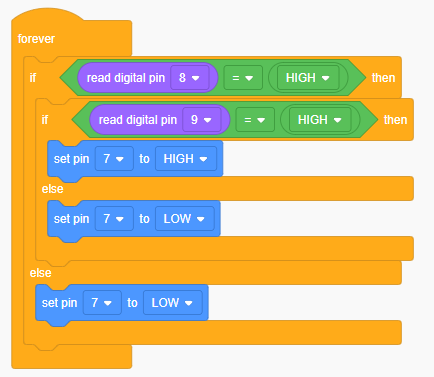 forever
if read digital pin 8 = HIGH then
if read digital pin 9 = HIGH then
set pin 7 to HIGH
else
set pin 7 to LOW
else
set pin 7 to LOW